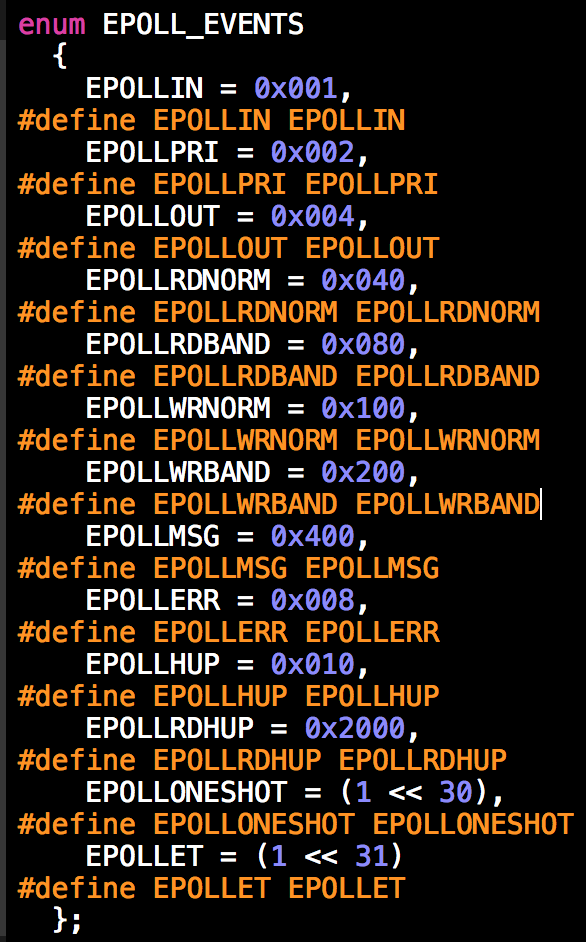 enum EPOLL_EVENTS
  {
    EPOLLIN = 0x001,
#define EPOLLIN EPOLLIN
    EPOLLPRI = 0x002,
#define EPOLLPRI EPOLLPRI
    EPOLLOUT = 0x004,
#define EPOLLOUT EPOLLOUT
    EPOLLRDNORM = 0x040,
#define EPOLLRDNORM EPOLLRDNORM
    EPOLLRDBAND = 0x080,
#define EPOLLRDBAND EPOLLRDBAND
    EPOLLWRNORM = 0x100,
#define EPOLLWRNORM EPOLLWRNORM
    EPOLLWRBAND = 0x200,
#define EPOLLWRBAND EPOLLWRBAND
    EPOLLMSG = 0x400,
#define EPOLLMSG EPOLLMSG
    EPOLLERR = 0x008,
#define EPOLLERR EPOLLERR
    EPOLLHUP = 0x010,
#define EPOLLHUP EPOLLHUP
    EPOLLRDHUP = 0x2000,
#define EPOLLRDHUP EPOLLRDHUP
    EPOLLONESHOT = (1 << 30),
#define EPOLLONESHOT EPOLLONESHOT
    EPOLLET = (1 << 31)
#define EPOLLET EPOLLET
  };